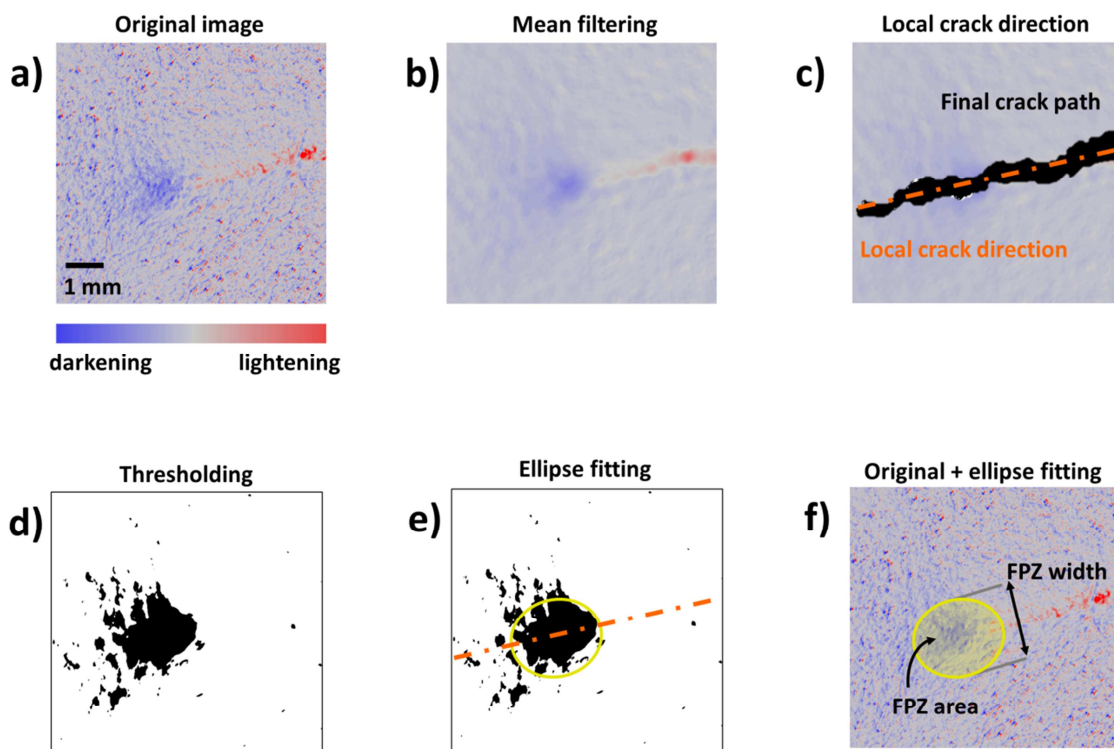 Original image
a)
1 mm
darkening
lightening
Mean filtering
b)
Local crack direction
c)
Final crack path
Local crack direction
Thresholding
d)
Ellipse fitting
e)
Original + ellipse fitting
f)
FPZ width
FPZ area